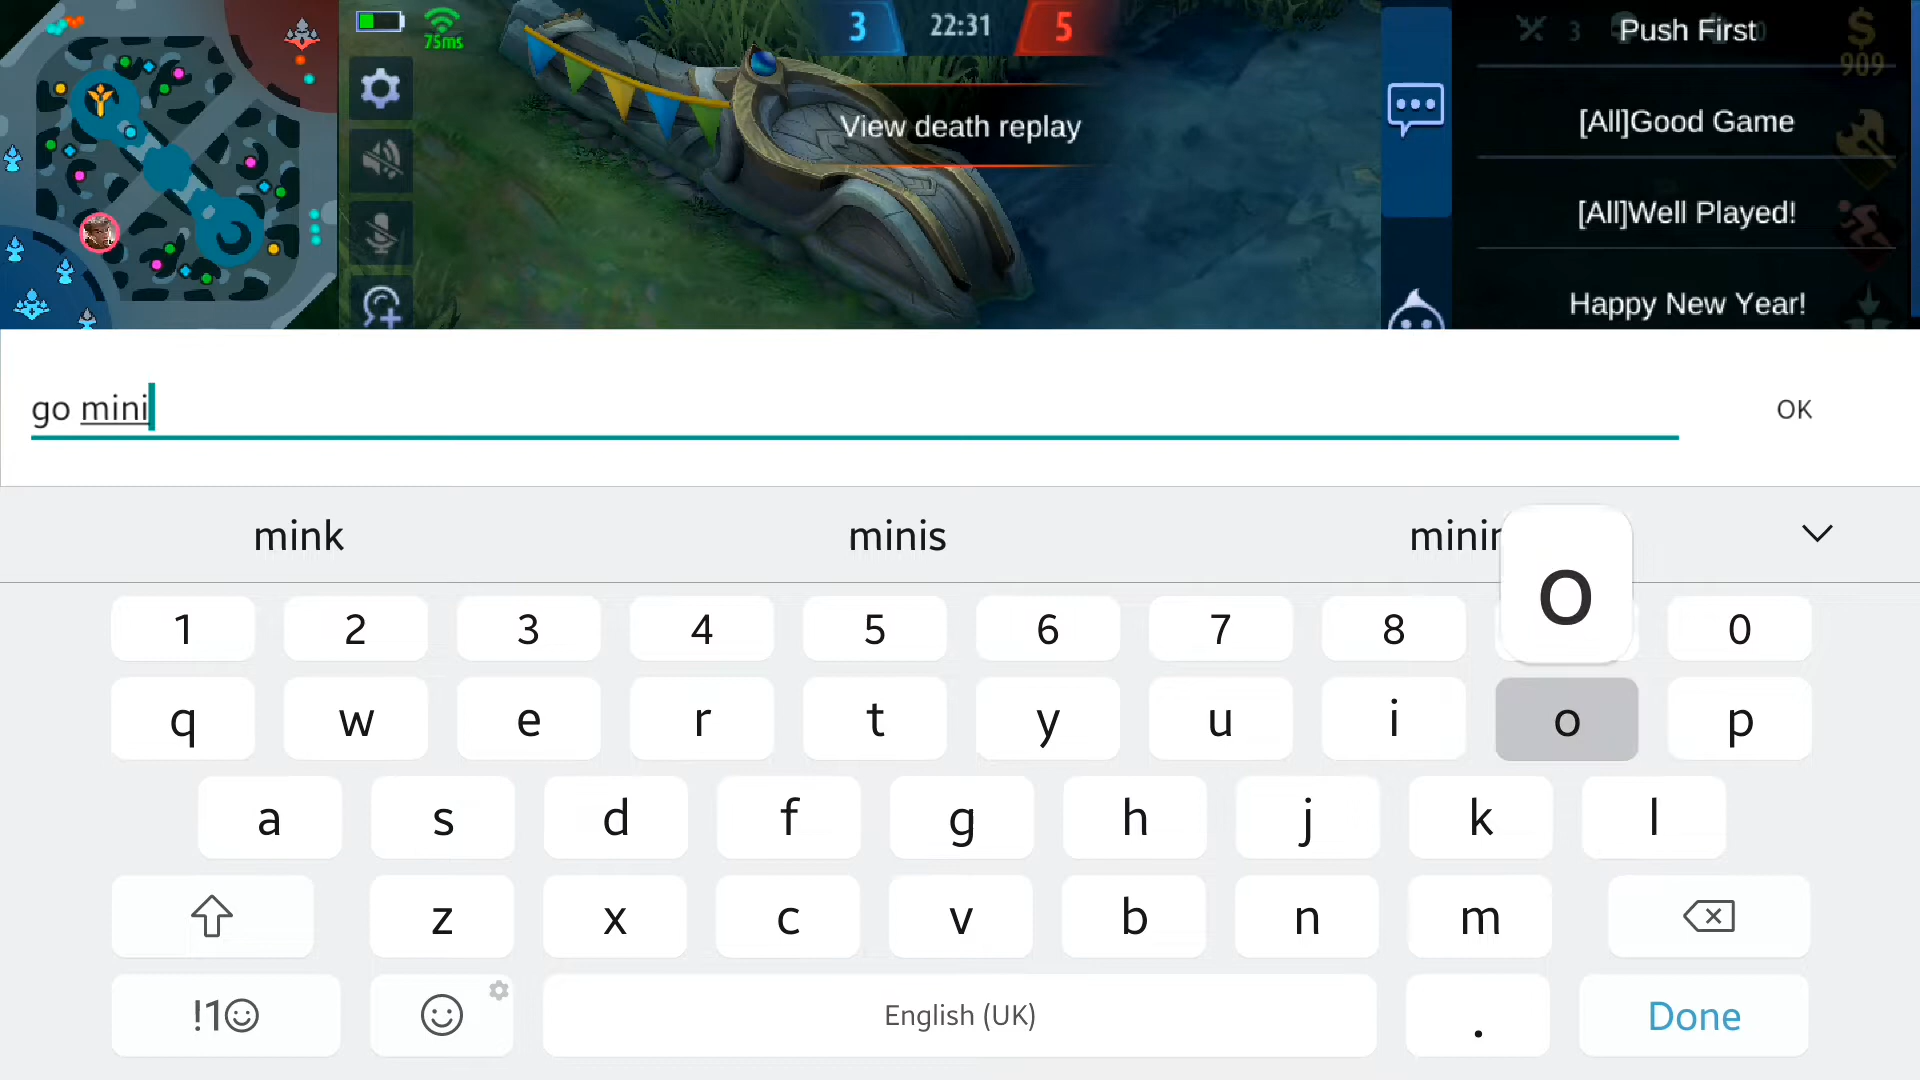 75ms
3 22:31 5
View death replay
3
Push First
909
[All]Good Game
[All]Well Played!
Happy New Year!
go mini
OK
mink minis
o
1 2 3 4 5 6 7 8 0
q w e r t y u i o p
a s d f g h j k l
z x c v b n m
!1
English (UK)
.
Done